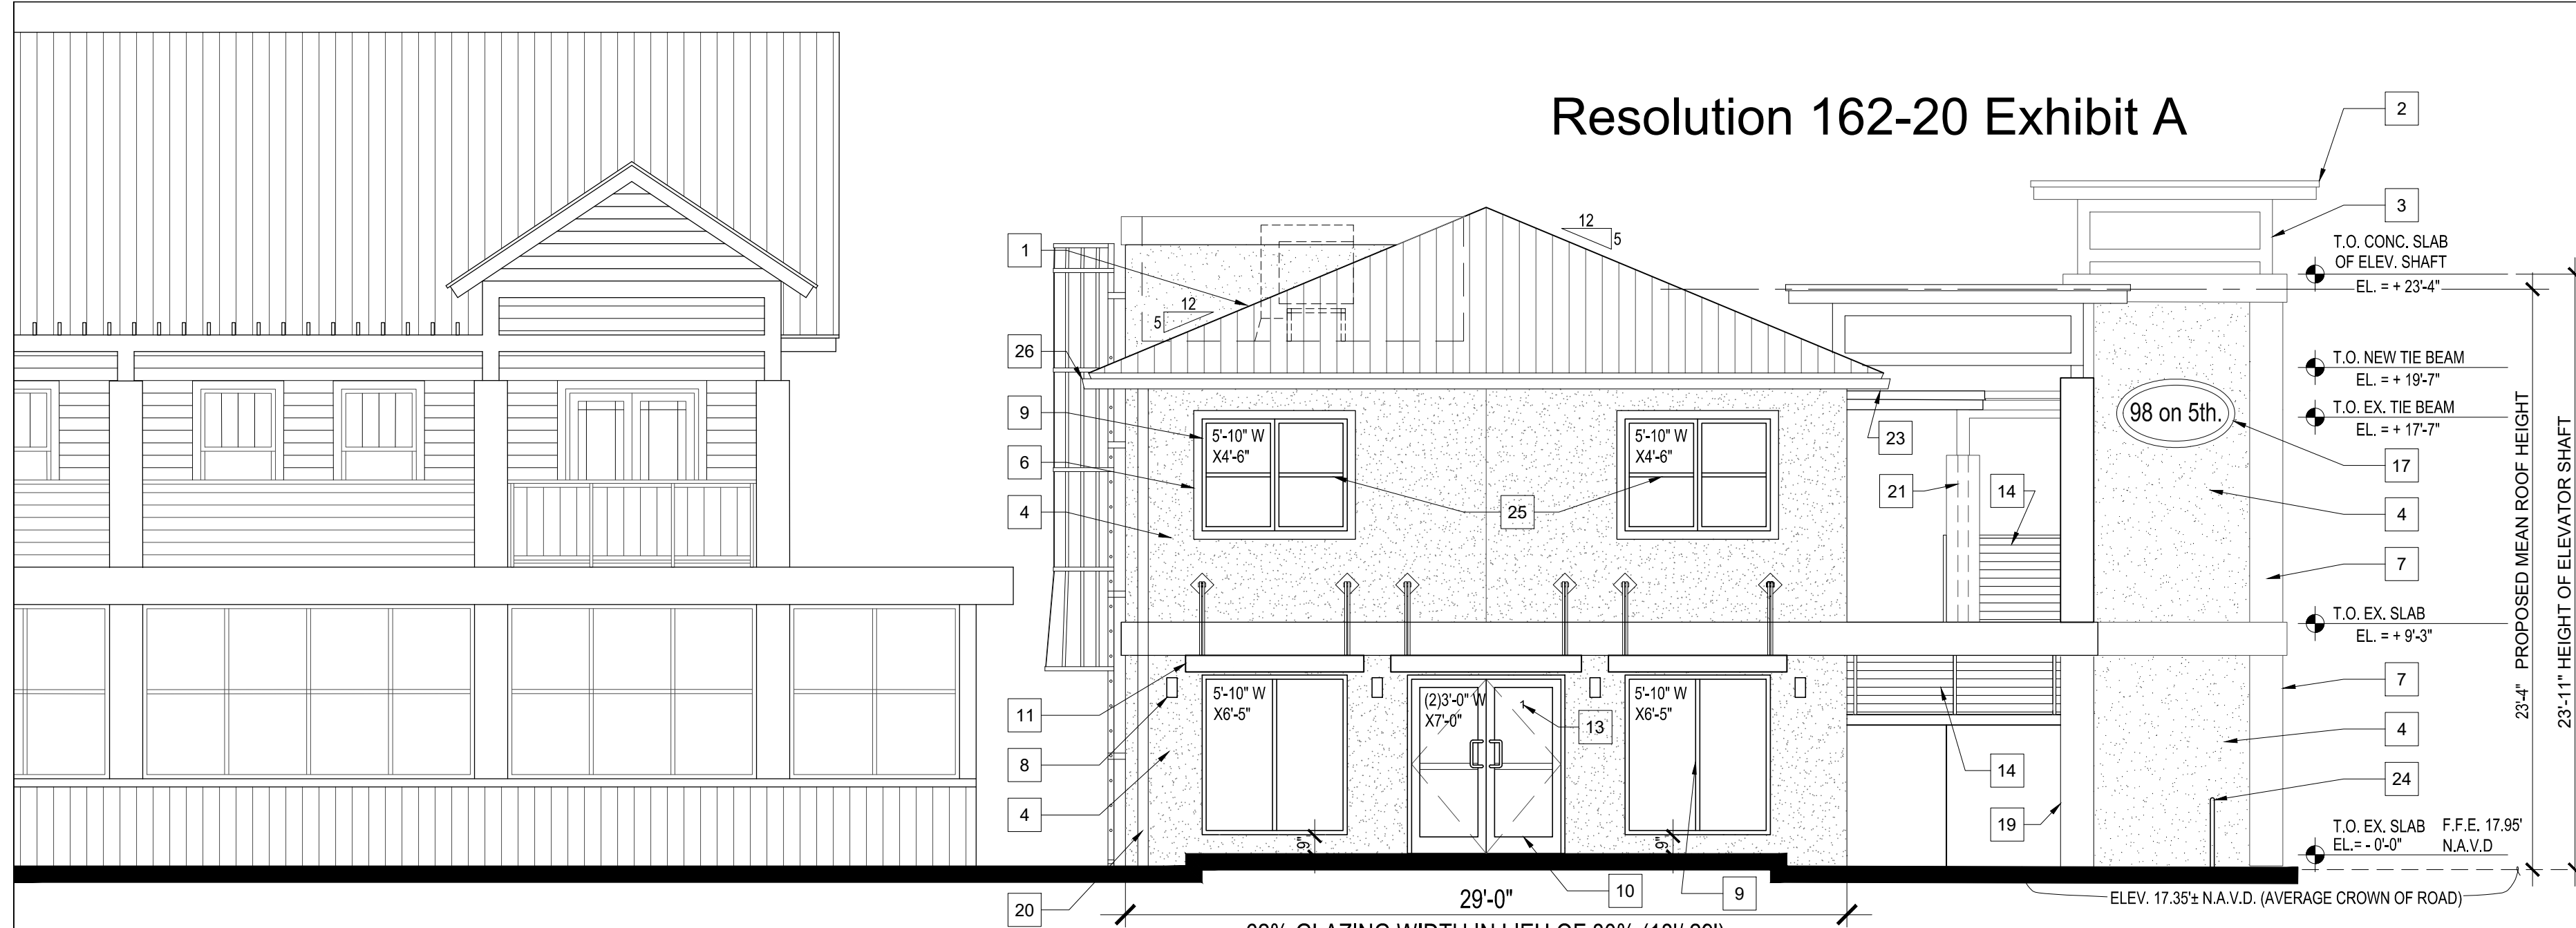 Resolution 162-20 Exhibit A
2
3
12
5
1
T.O. CONC. SLAB
OF ELEV. SHAFT
EL. = + 23'-4"
12
5
26
T.O. NEW TIE BEAM
EL. = + 19'-7"
9
5'-10" W
X4'-6"
5'-10" W
X4'-6"
23
98 on 5th.
T.O. EX. TIE BEAM
EL. = + 17'-7"
6
17
21
14
4
25
4
7
T.O. EX. SLAB
EL. = + 9'-3"
23'-4" PROPOSED MEAN ROOF HEIGHT
23'-11" HEIGHT OF ELEVATOR SHAFT
7
11
5'-10" W
X6'-5"
(2)3'-0" W
X7'-0"
13
5'-10" W
X6'-5"
4
8
14
24
4
9"
9"
19
T.O. EX. SLAB F.F.E. 17.95'
EL.= - 0'-0" N.A.V.D
20
29'-0"
10
9
ELEV. 17.35'± N.A.V.D. (AVERAGE CROWN OF ROAD)